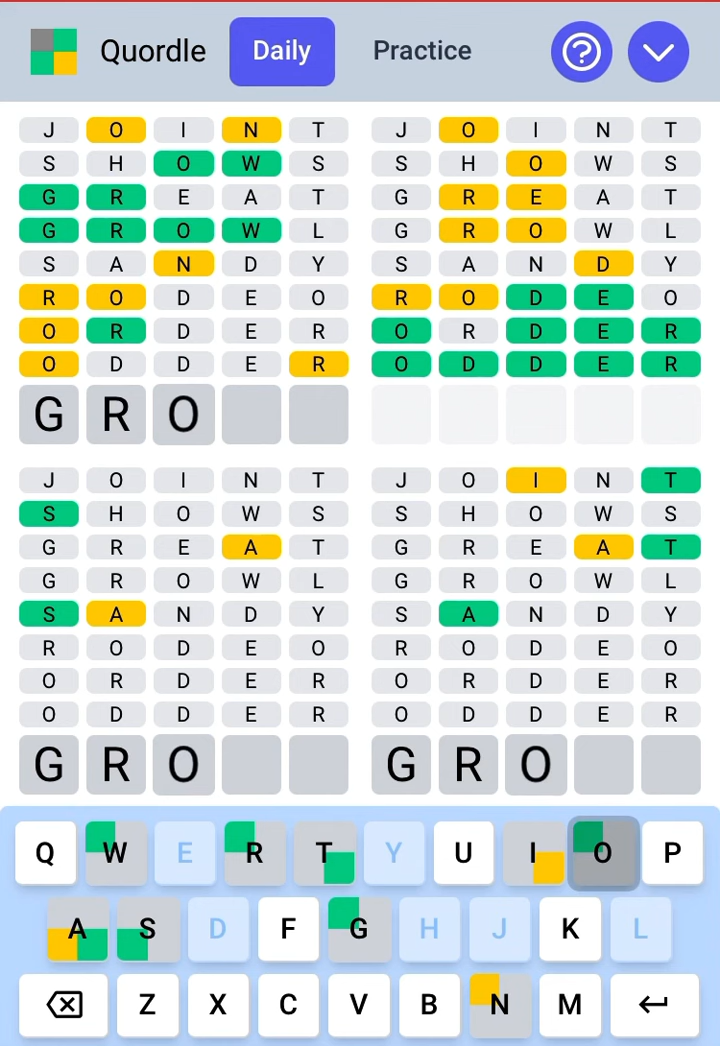 Quordle Daily Practice ?
J O I N T J O I N T
S H O W S S H O W S
G R E A T G R E A T
G R O W L G R O W L
S A N D Y S A N D Y
R O D E O R O D E O
O R D E R O R D E R
O D D E R O D D E R
G R O
J O I N T J O I N T
S H O W S S H O W S
G R E A T G R E A T
G R O W L G R O W L
S A N D Y S A N D Y
R O D E O R O D E O
O R D E R O R D E R
O D D E R O D D E R
G R O G R O
Q W E R T Y U I O P
A S D F G H J K L
Z X C V B N M